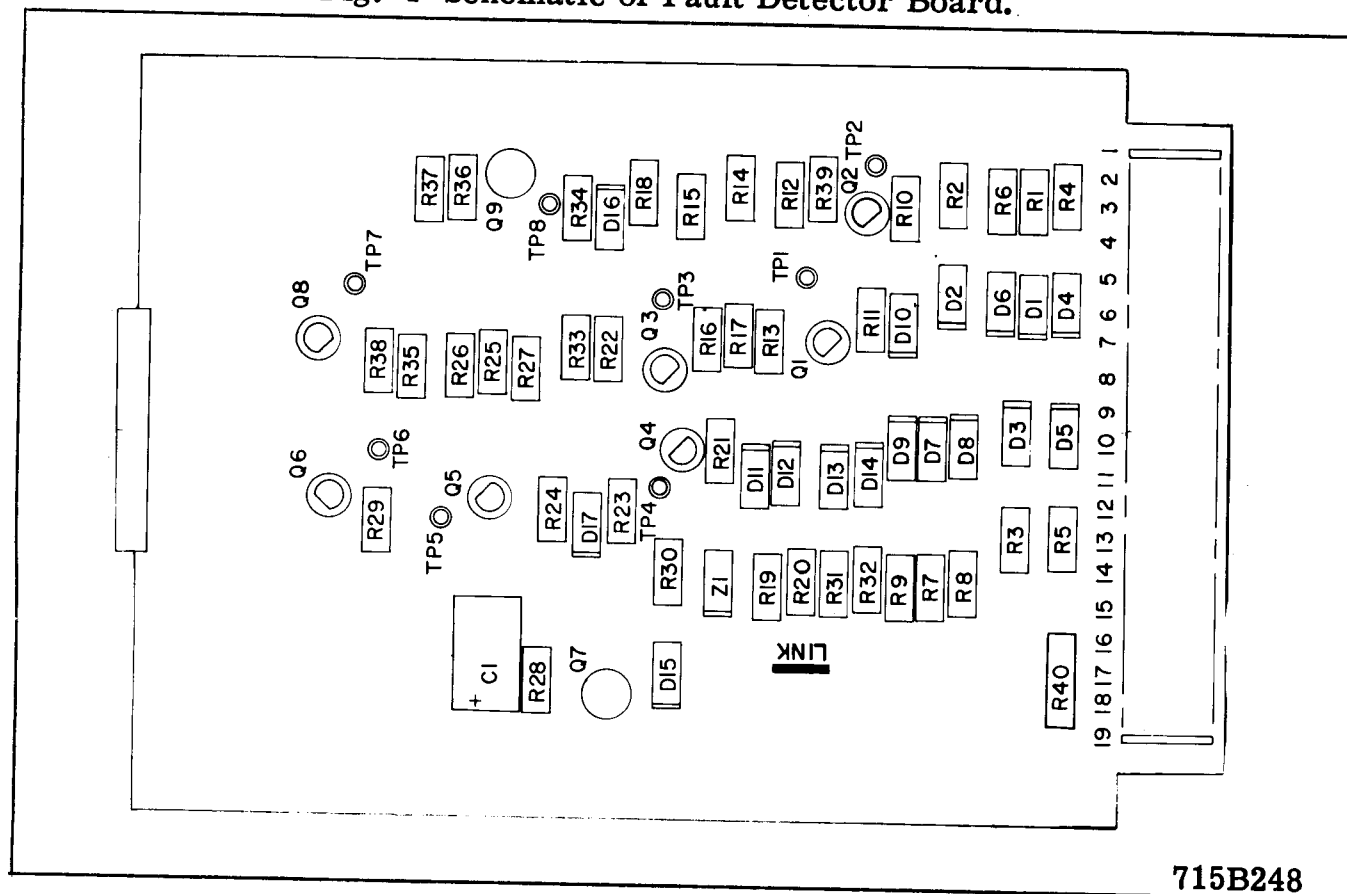 Fig. 4 Schematic of Fault Detector Board.
TP2
R37
R36
Q9
TP8
R34
D16
R18
R15
R14
R12
R39
Q2
R10
R2
R6
R1
R4
1
2
3
4
Q8
TP7
TP3
TP1
D2
D6
D1
D4
5
6
7
8
R38
R35
R26
R25
R27
R33
R22
Q3
R16
R17
R13
Q1
R11
D10
Q6
TP6
Q5
Q4
R21
D11
D12
D13
D14
D9
D7
D8
D3
D5
9
10
11
12
R29
TP5
R24
D17
R23
TP4
R30
Z1
R19
R20
R31
R32
R9
R7
R8
R3
R5
13
14
15
C1
+
R28
Q7
D15
LINK
R40
16
17
18
19
715B248